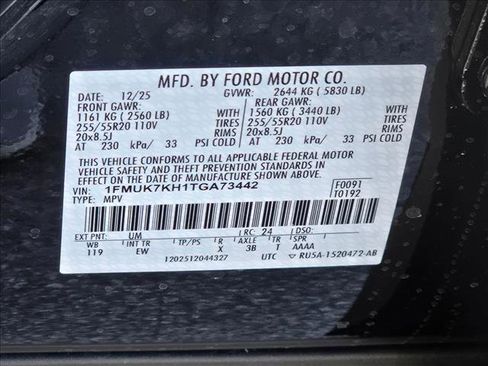 MFD. BY FORD MOTOR CO.
DATE: 12/25 GVWR: 2644 KG ( 5830 LB)
FRONT GAWR: REAR GAWR:
1161 KG ( 2560 LB) 1560 KG ( 3440 LB)
255/55R20 110V 255/55R20 110V
20x8.5J RIMS 20x8.5J RIMS
AT 230 kPa/ 33 PSI COLD AT 230 kPa/ 33 PSI COLD
THIS VEHICLE CONFORMS TO ALL APPLICABLE FEDERAL MOTOR
VEHICLE SAFETY AND THEFT PREVENTION STANDARDS IN
EFFECT ON THE DATE OF MANUFACTURE SHOWN ABOVE.
VIN: 1FMUK7KH1TGA73442 F0091
TYPE: MPV T0192
EXT PNT: UM RC: 24 DSO:
WB INT TR TP/PS R AXLE TR SPR
119 EW X 3B T AAAA
1202512044327 UTC RU5A-1520472-AB